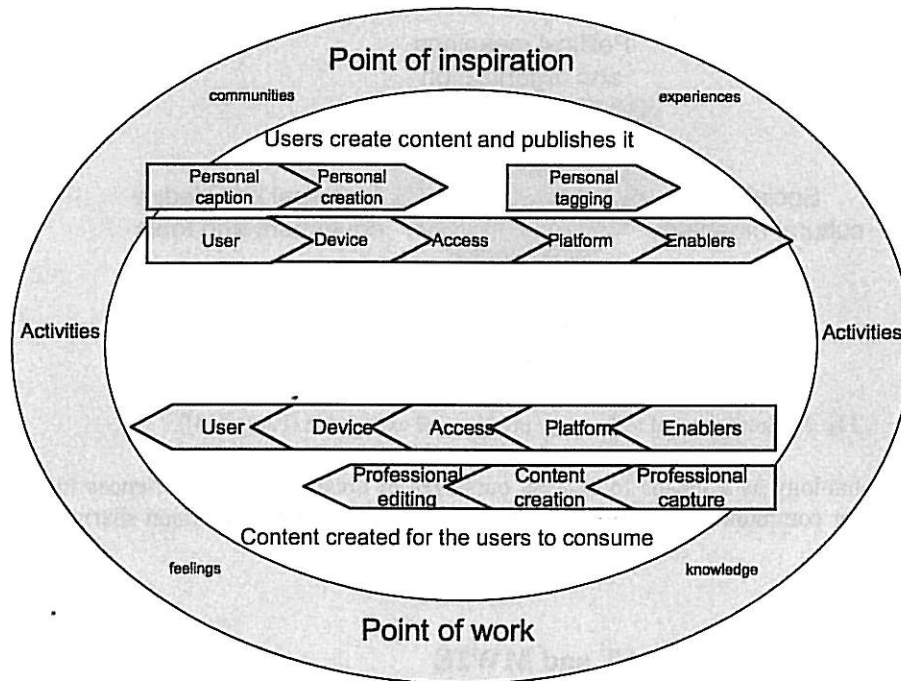 Point of inspiration
communities
experiences
Users create content and publishes it
Personal caption
Personal creation
Personal tagging
User
Device
Access
Platform
Enablers
Activities
Activities
User
Device
Access
Platform
Enablers
Professional editing
Content creation
Professional capture
Content created for the users to consume
feelings
knowledge
Point of work